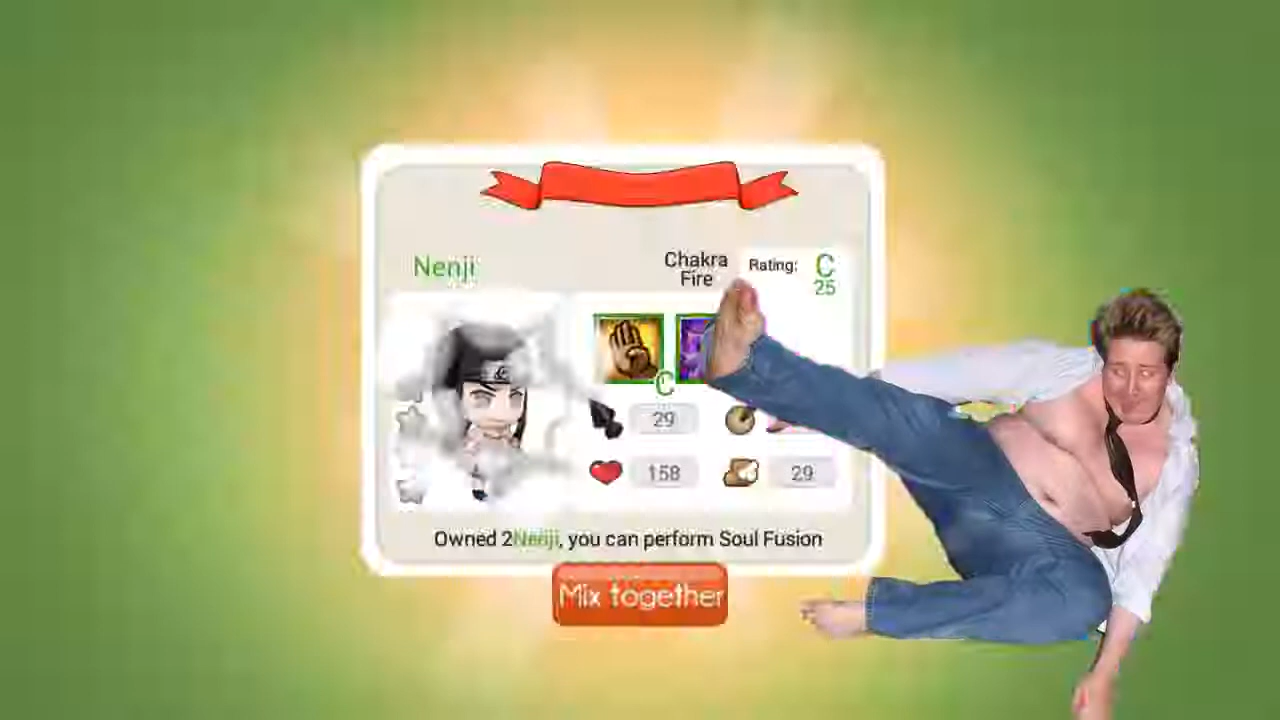 Nenji
Chakra
Fire
Rating:
C
25
C
29
158
29
Owned 2Nenji, you can perform Soul Fusion
Mix together